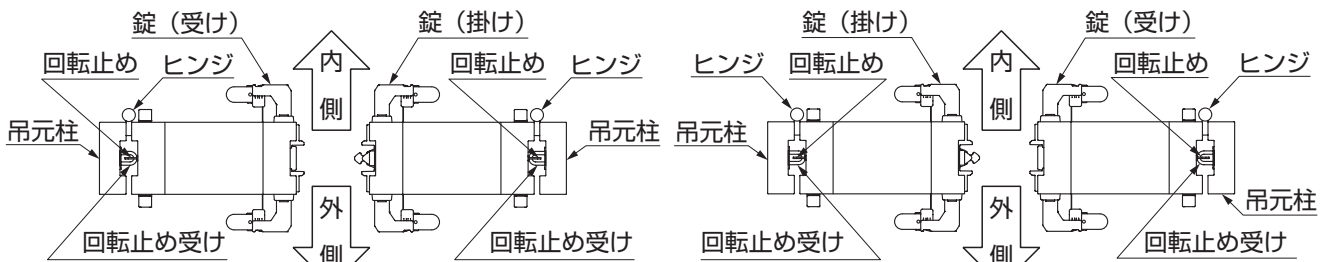 錠（受け）
錠（掛け）
内側
回転止め
ヒンジ
回転止め
ヒンジ
吊元柱
吊元柱
外側
回転止め受け
回転止め受け
錠（掛け）
錠（受け）
内側
ヒンジ
回転止め
回転止め
ヒンジ
吊元柱
吊元柱
外側
回転止め受け
回転止め受け